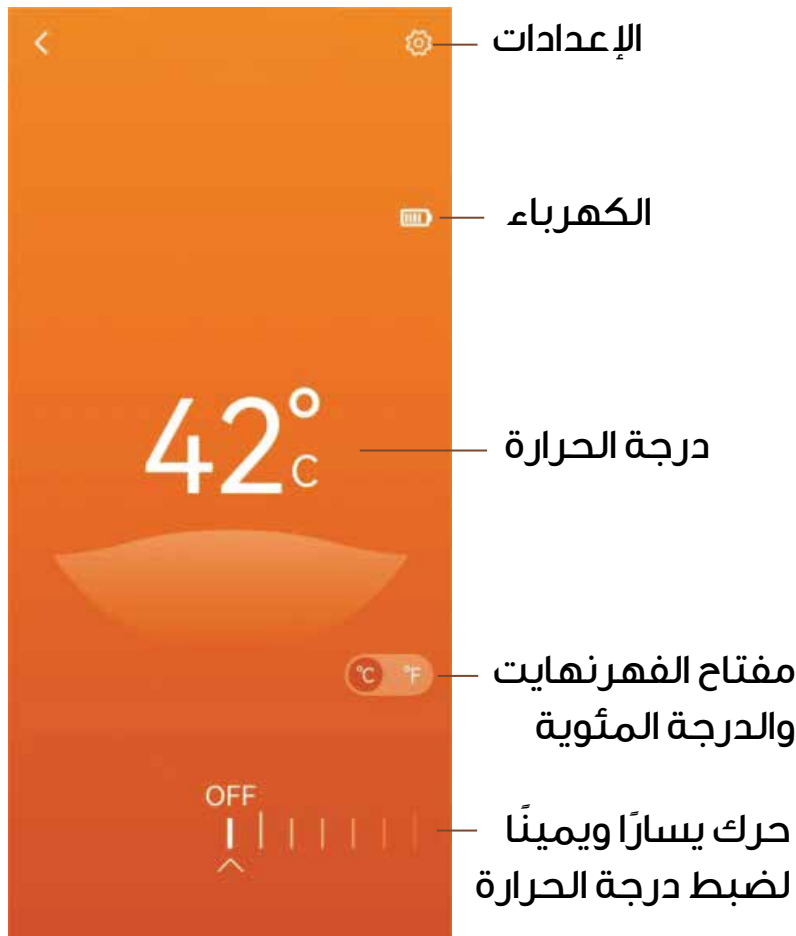 الإعدادات
الكهرباء
42°C
درجة الحرارة
°C °F
مفتاح الفهرنهايت
والدرجة المئوية
OFF
حرك يسارًا ويمينًا
لضبط درجة الحرارة